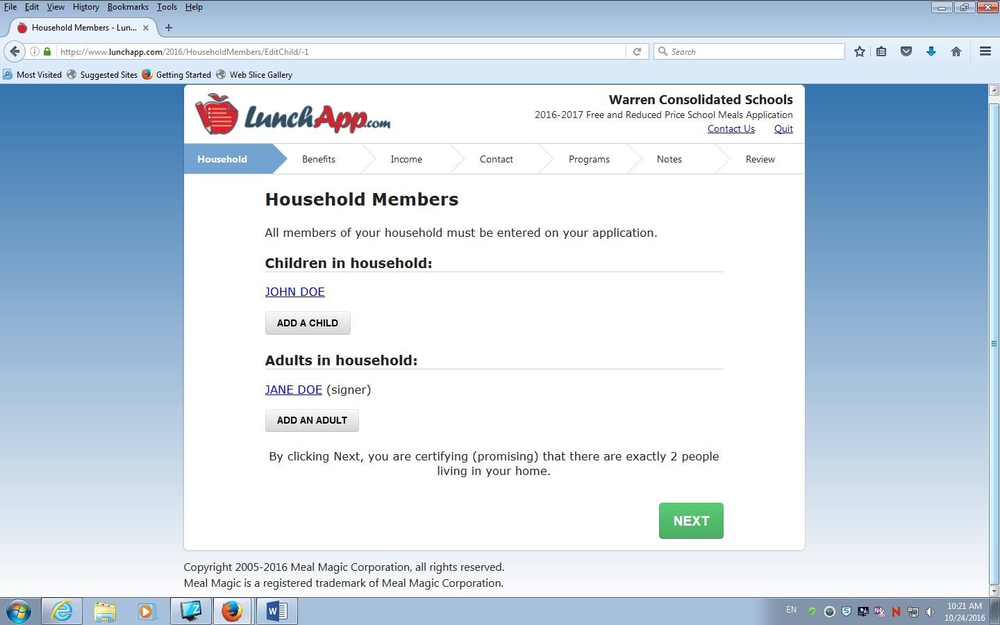 File Edit View History Bookmarks Tools Help
Household Members - Lun...
https://www.lunchapp.com/2016/HouseholdMembers/EditChild/-1
Search
Most Visited Suggested Sites Getting Started Web Slice Gallery
LunchApp.com
Warren Consolidated Schools
2016-2017 Free and Reduced Price School Meals Application
Contact Us Quit
Household Benefits Income Contact Programs Notes Review
Household Members
All members of your household must be entered on your application.
Children in household:
JOHN DOE
ADD A CHILD
Adults in household:
JANE DOE (signer)
ADD AN ADULT
By clicking Next, you are certifying (promising) that there are exactly 2 people
living in your home.
NEXT
Copyright 2005-2016 Meal Magic Corporation, all rights reserved.
Meal Magic is a registered trademark of Meal Magic Corporation.
EN
10:21 AM
10/24/2016